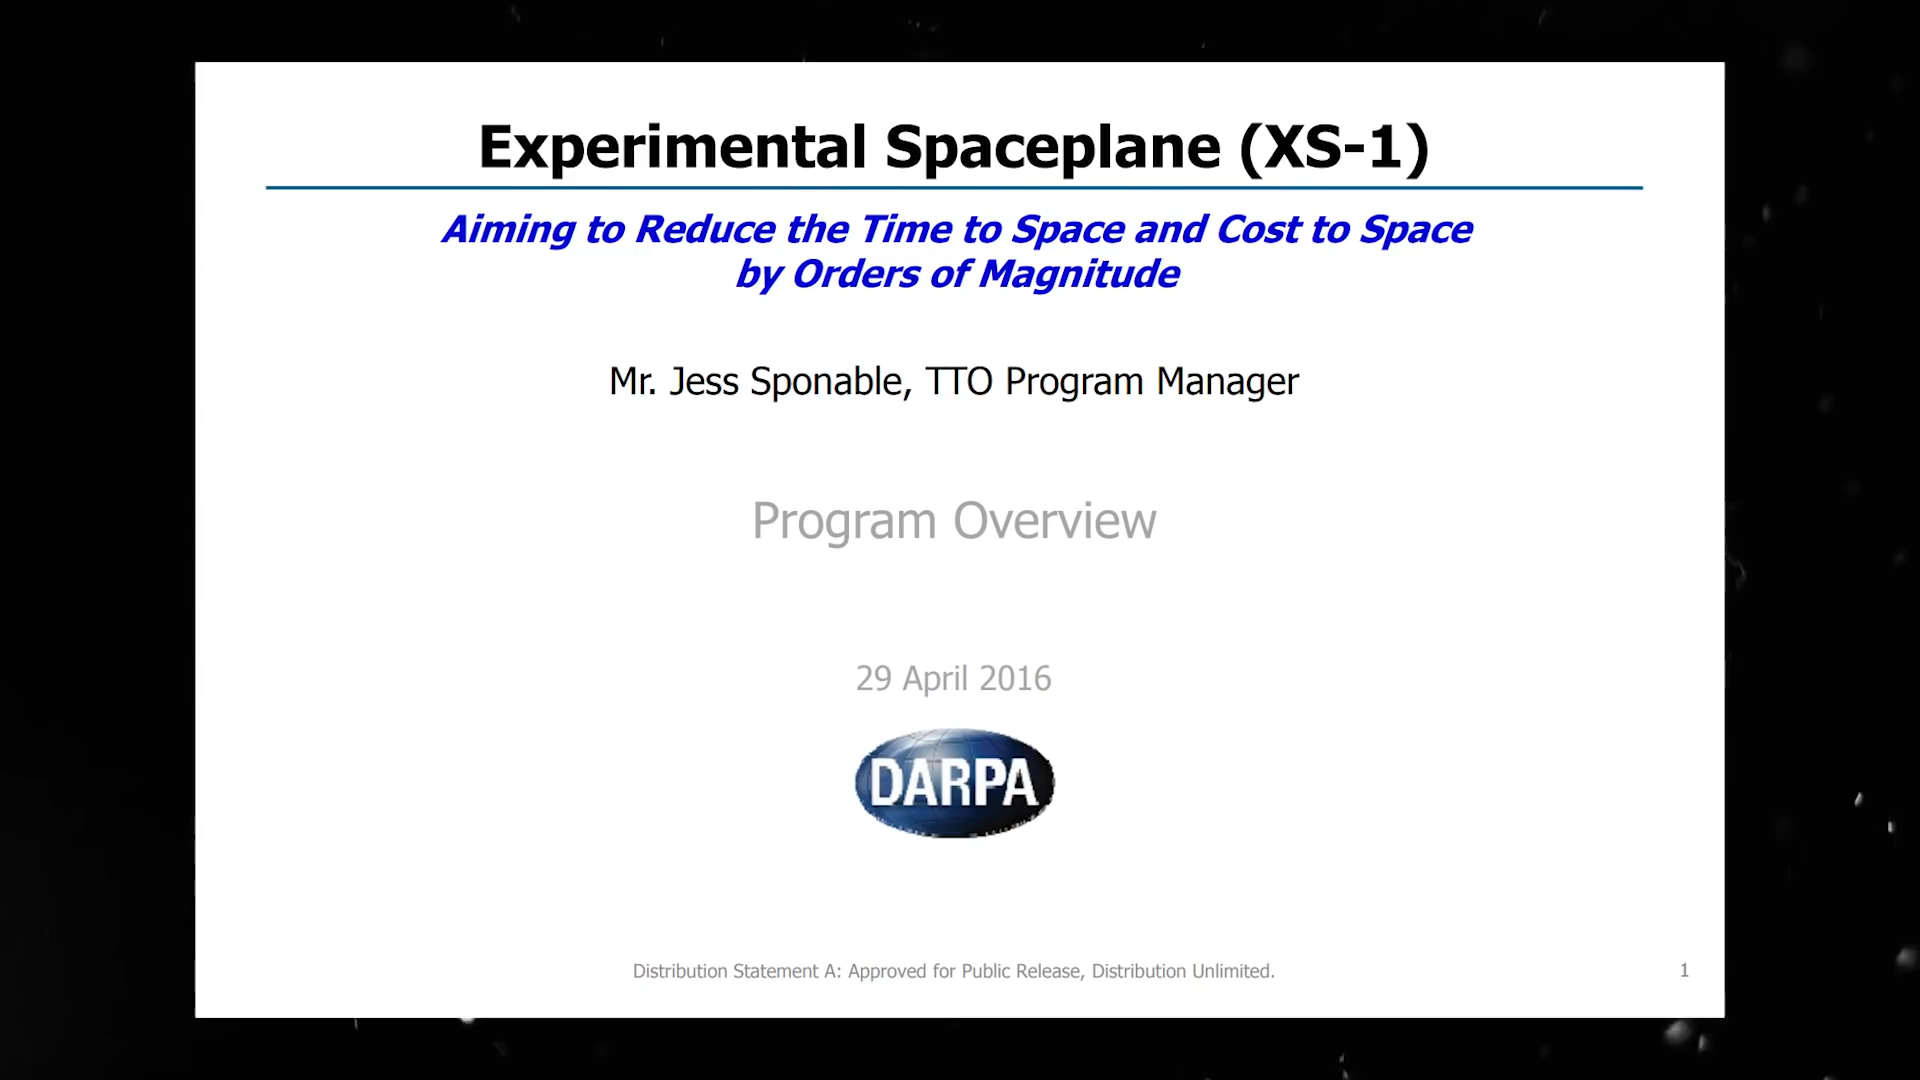 Experimental Spaceplane (XS-1)
Aiming to Reduce the Time to Space and Cost to Space
by Orders of Magnitude
Mr. Jess Sponable, TTO Program Manager
Program Overview
29 April 2016
DARPA
Distribution Statement A: Approved for Public Release, Distribution Unlimited.
1